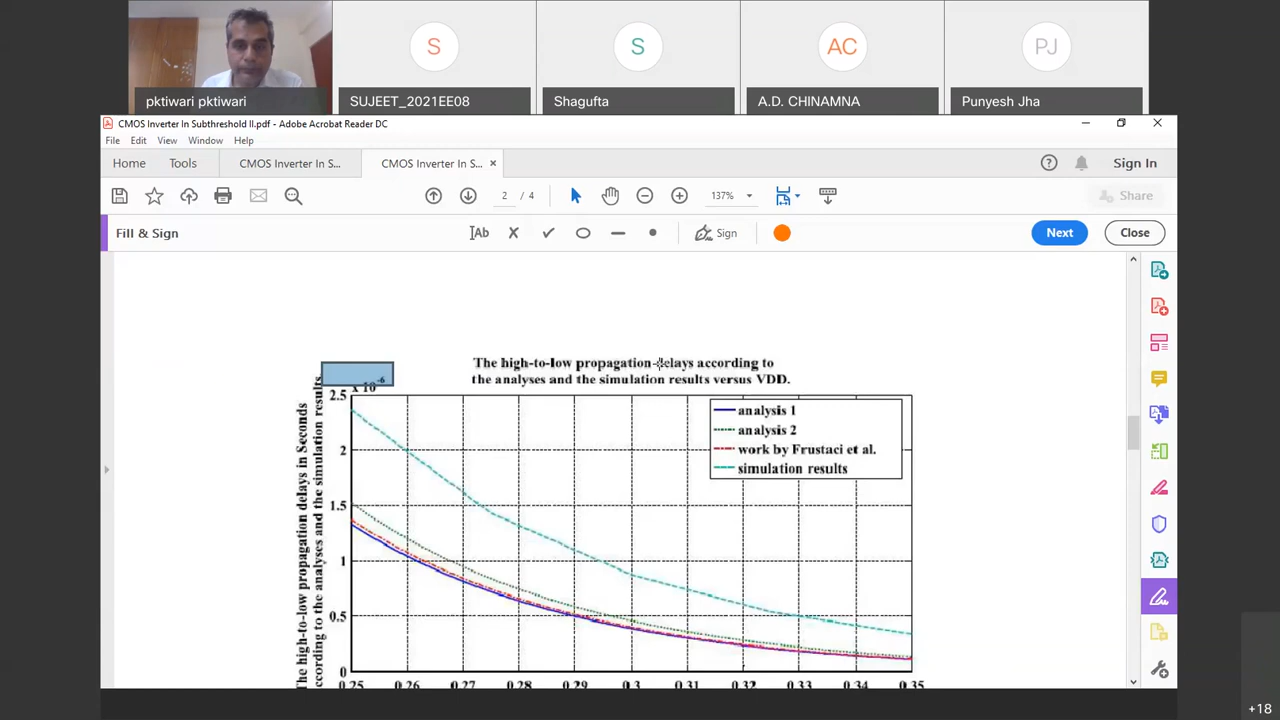 S
S
AC
PJ
pktiwari pktiwari
SUJEET_2021EE08
Shagufta
A.D. CHINAMNA
Punyesh Jha
CMOS Inverter In Subthreshold II.pdf - Adobe Acrobat Reader DC
File Edit View Window Help
Home Tools CMOS Inverter In S... CMOS Inverter In S... ×
Sign In
2 / 4
137%
Share
Fill & Sign
Ab
Sign
Next
Close
The high-to-low propagation-delays according to
the analyses and the simulation results versus VDD.
x 10-6
The high-to-low propagation delays in Seconds
according to the analyses and the simulation results
2.5
2
1.5
1
0.5
0
analysis 1
analysis 2
work by Frustaci et al.
simulation results
0.25 0.26 0.27 0.28 0.29 0.3 0.31 0.32 0.33 0.34 0.35
+18